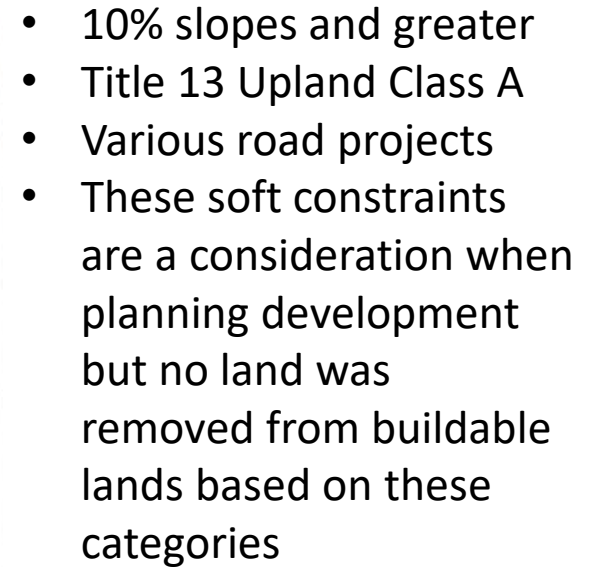 • 10% slopes and greater
• Title 13 Upland Class A
• Various road projects
• These soft constraints
are a consideration when
planning development
but no land was
removed from buildable
lands based on these
categories